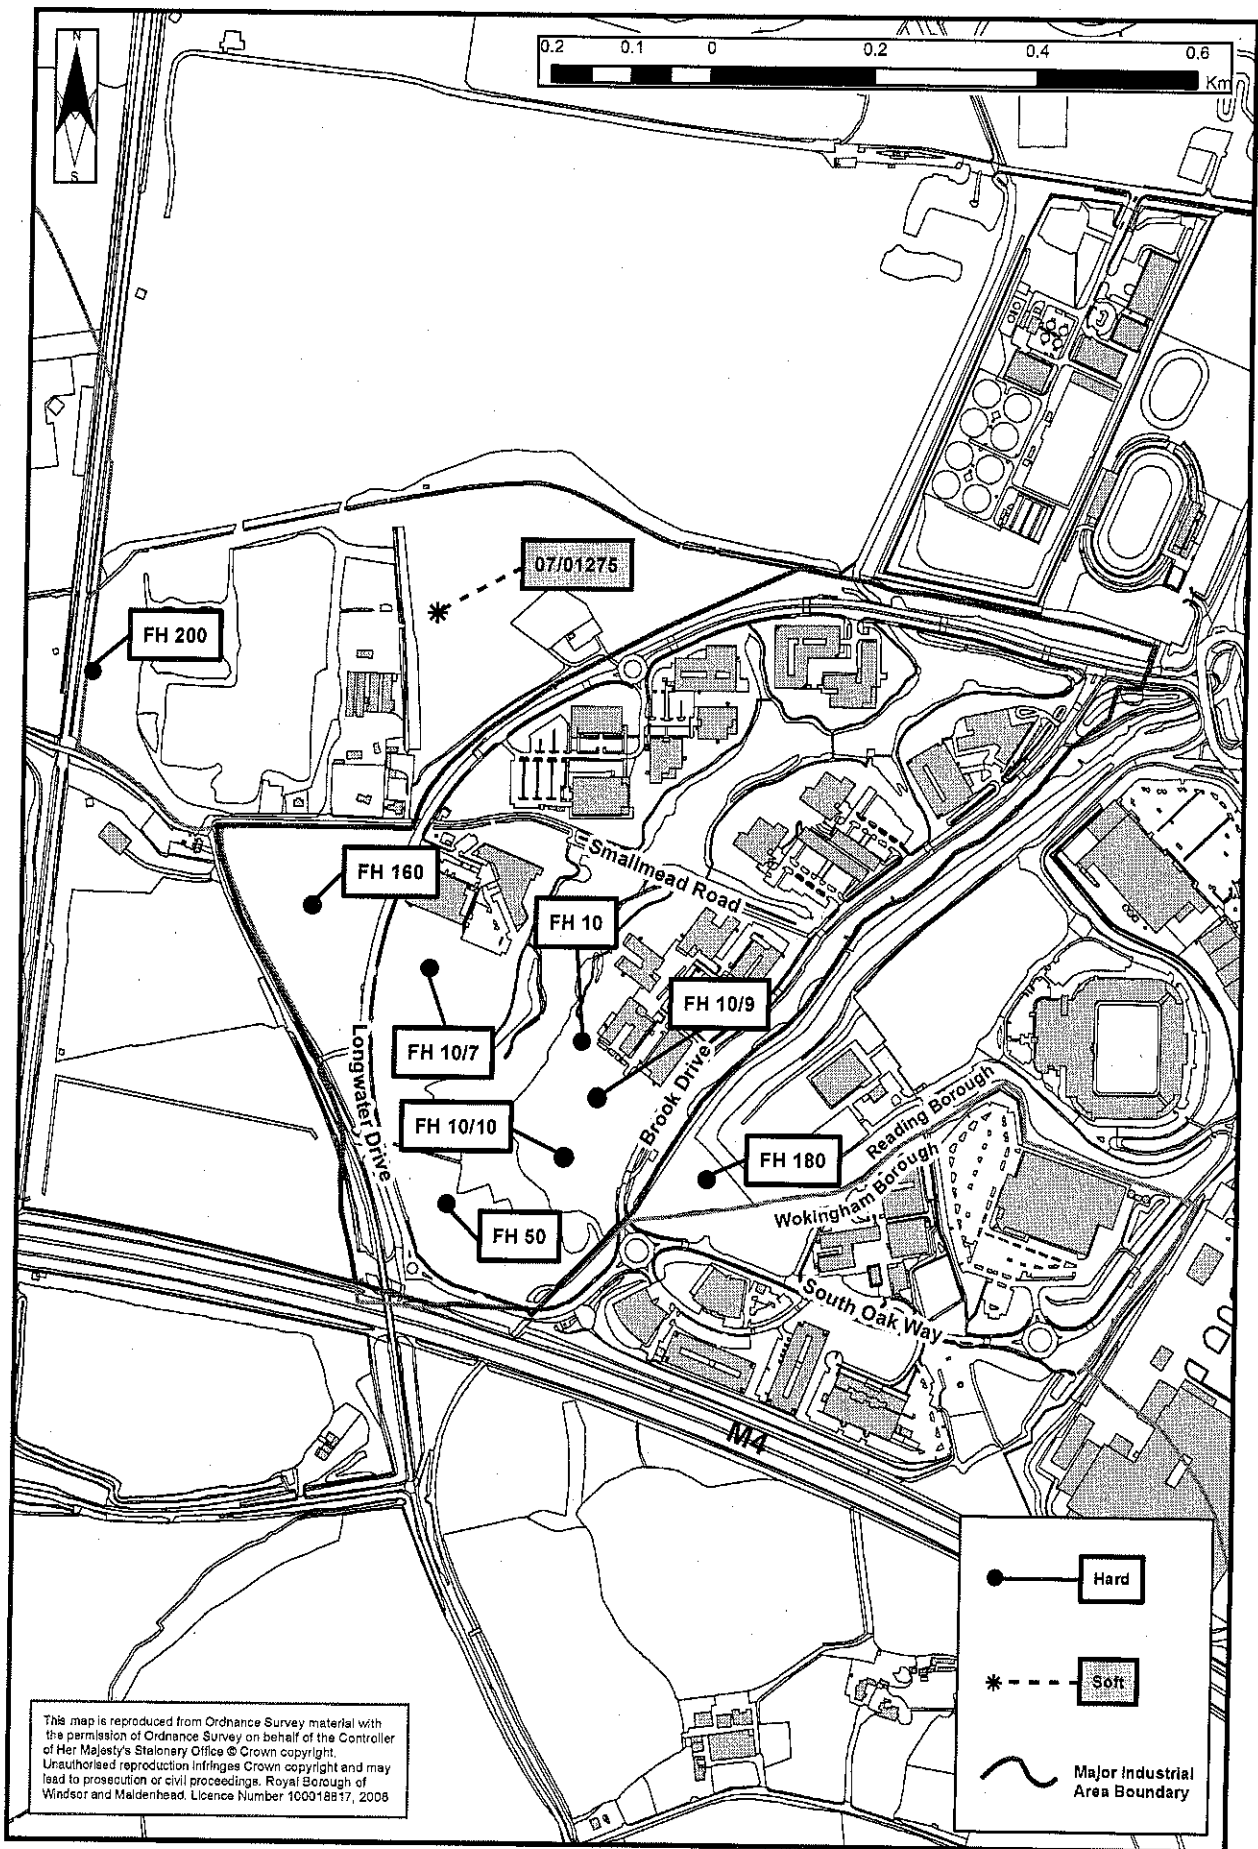 N
S
0.2 0.1 0 0.2 0.4 0.6
Km
07/01275
FH 200
FH 160
Smallmead Road
FH 10
FH 10/9
FH 10/7
Longwater Drive
Brook Drive
FH 10/10
Reading Borough
FH 180
Wokingham Borough
FH 50
South Oak Way
M4
Hard
Soft
Major Industrial
Area Boundary
This map is reproduced from Ordnance Survey material with
the permission of Ordnance Survey on behalf of the Controller
of Her Majesty's Stationery Office © Crown copyright.
Unauthorised reproduction infringes Crown copyright and may
lead to prosecution or civil proceedings. Royal Borough of
Windsor and Maidenhead. Licence Number 100018817, 2008